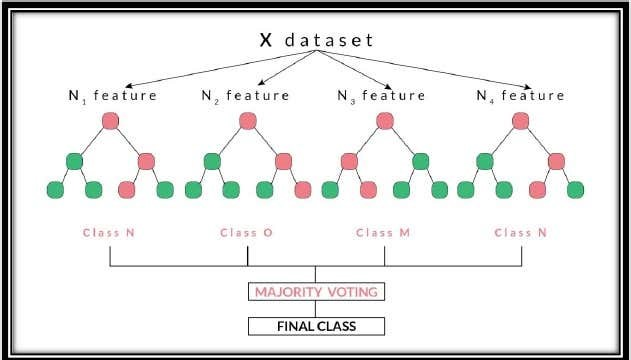 X dataset
N1 feature N2 feature N3 feature N4 feature
Class N Class O Class M Class N
MAJORITY VOTING
FINAL CLASS